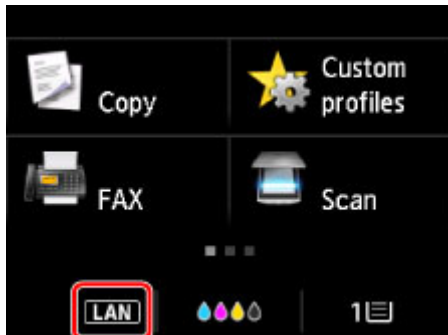 Copy
Custom
profiles
FAX
Scan
LAN
1